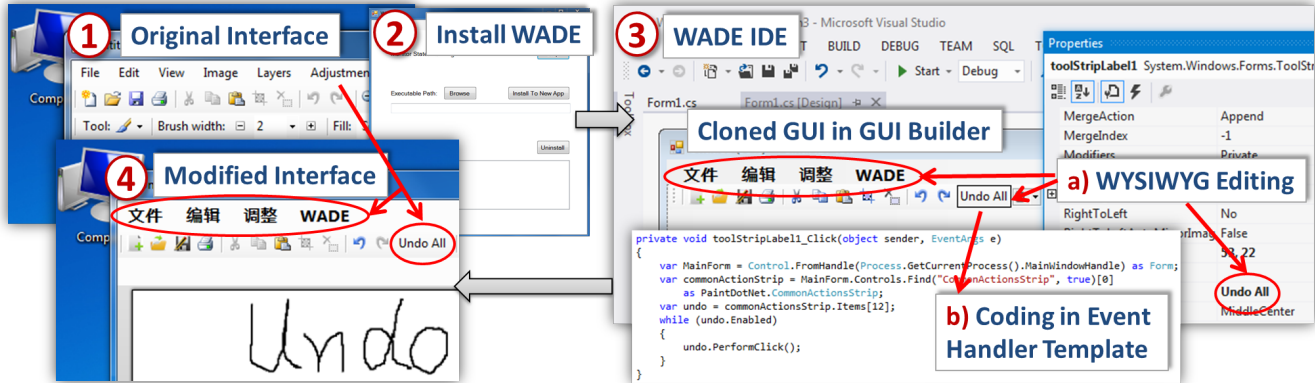 1 Original Interface
File Edit View Image Layers Adjustmen
Tool: Brush width: 2 Fill:
Comp
2 Install WADE
Executable Path: Browse Install To New App
Uninstall
3 WADE IDE
- Microsoft Visual Studio
BUILD DEBUG TEAM SQL
Start Debug
Form1.cs Form1.cs [Design]
Cloned GUI in GUI Builder
文件 编辑 调整 WADE
Undo All
Properties
toolStripLabel1 System.Windows.Forms.ToolStr
MergeAction Append
MergeIndex -1
Modifiers Private
a) WYSIWYG Editing
RightToLeft No
False
53, 22
Undo All
MiddleCenter
private void toolStripLabel1_Click(object sender, EventArgs e)
{
var MainForm = Control.FromHandle(Process.GetCurrentProcess().MainWindowHandle) as Form;
var commonActionStrip = MainForm.Controls.Find("CommonActionsStrip", true)[0]
as PaintDotNet.CommonActionsStrip;
var undo = commonActionsStrip.Items[12];
while (undo.Enabled)
{
undo.PerformClick();
}
}
b) Coding in Event
Handler Template
4 Modified Interface
文件 编辑 调整 WADE
Comp
Undo All
Undo